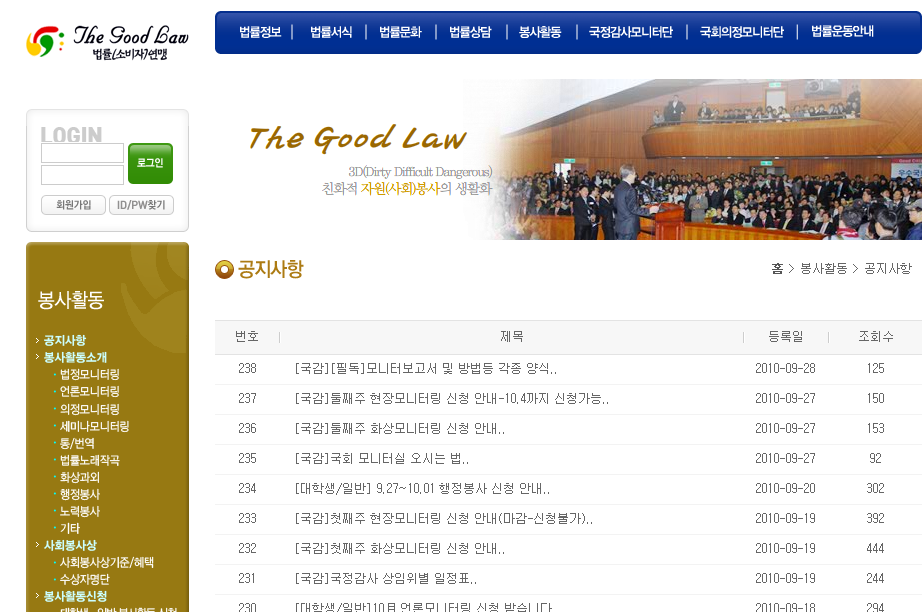 The Good Law
법률(소비자)연맹
법률정보 | 법률서식 | 법률문화 | 법률상담 | 봉사활동 | 국정감사모니터단 | 국회의정모니터단 | 법률운동안내
LOGIN
로그인
회원가입 ID/PW찾기
The Good Law
3D(Dirty Difficult Dangerous)
친화적 자원(사회)봉사의 생활화
봉사활동
공지사항
봉사활동소개
법정모니터링
언론모니터링
의정모니터링
세미나모니터링
통/번역
법률노래작곡
화상과외
행정봉사
노력봉사
기타
사회봉사상
사회봉사상기준/혜택
수상자명단
봉사활동신청
공지사항
홈 > 봉사활동 > 공지사항
번호 | 제목 | 등록일 | 조회수
238 [국감][필독]모니터보고서 및 방법등 각종 양식.. 2010-09-28 125
237 [국감]둘째주 현장모니터링 신청 안내-10.4까지 신청가능.. 2010-09-27 150
236 [국감]둘째주 화상모니터링 신청 안내.. 2010-09-27 153
235 [국감]국회 모니터실 오시는 법.. 2010-09-27 92
234 [대학생/일반] 9.27~10.01 행정봉사 신청 안내.. 2010-09-20 302
233 [국감]첫째주 현장모니터링 신청 안내(마감-신청불가).. 2010-09-19 392
232 [국감]첫째주 화상모니터링 신청 안내.. 2010-09-19 444
231 [국감]국정감사 상임위별 일정표.. 2010-09-19 244
230 [대학생/일반]10月 언론모니터링 신청 받습니다 2010-09-18 294